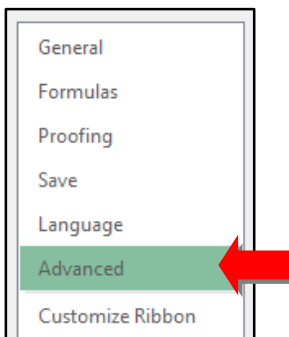 General
Formulas
Proofing
Save
Language
Advanced
Customize Ribbon